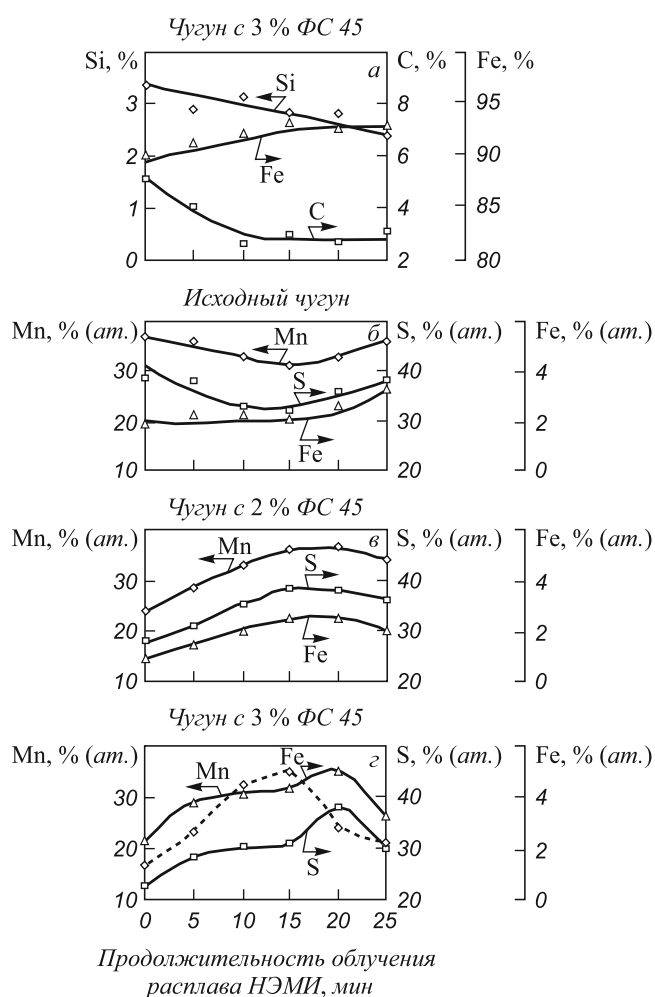 Чугун с 3 % ФС 45
Si, % а C, % Fe, %
Si
3 8 95
2 6 90
Fe
1 C 4 85
0 2 80
Исходный чугун
Mn, % (ат.) б S, % (ат.) Fe, % (ат.)
Mn
30 40 4
S
20 30 2
Fe
10 20 0
Чугун с 2 % ФС 45
Mn, % (ат.) Mn в S, % (ат.) Fe, % (ат.)
S
30 40 4
20 30 2
Fe
10 20 0
Чугун с 3 % ФС 45
Mn, % (ат.) Fe г S, % (ат.) Fe, % (ат.)
Mn
30 40 4
20 30 2
S
10 20 0
0 5 10 15 20 25
Продолжительность облучения
расплава НЭМИ, мин